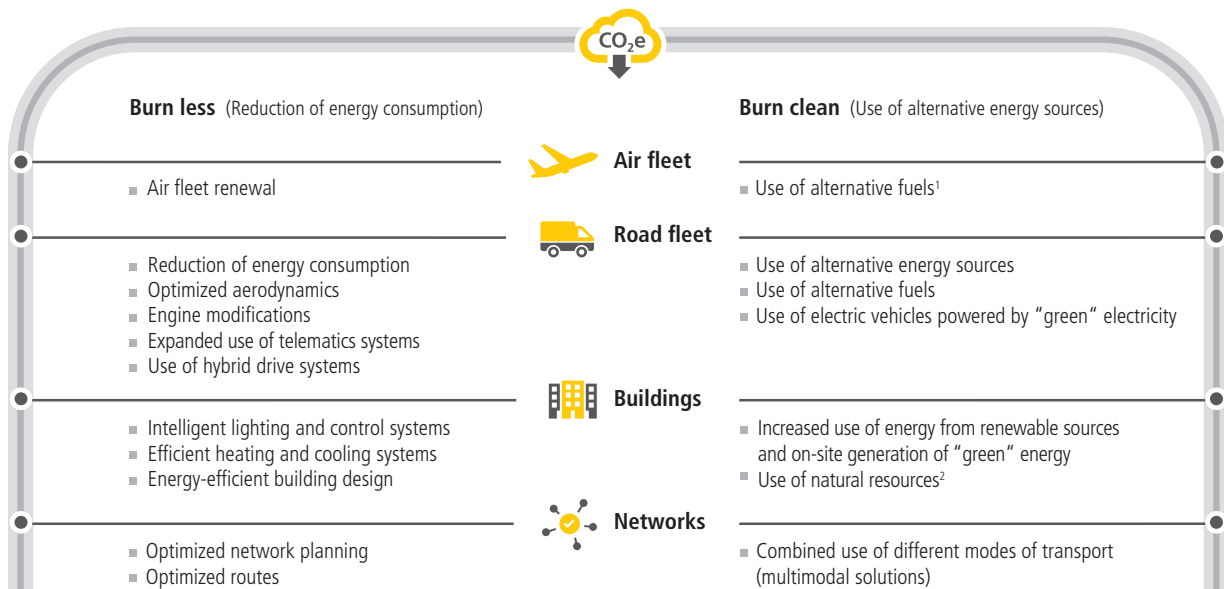 CO₂e
Burn less (Reduction of energy consumption)
Burn clean (Use of alternative energy sources)
Air fleet
Air fleet renewal
Use of alternative fuels¹
Road fleet
Reduction of energy consumption
Optimized aerodynamics
Engine modifications
Expanded use of telematics systems
Use of hybrid drive systems
Use of alternative energy sources
Use of alternative fuels
Use of electric vehicles powered by “green“ electricity
Buildings
Intelligent lighting and control systems
Efficient heating and cooling systems
Energy-efficient building design
Increased use of energy from renewable sources
and on-site generation of “green“ energy
Use of natural resources²
Networks
Optimized network planning
Optimized routes
Combined use of different modes of transport
(multimodal solutions)